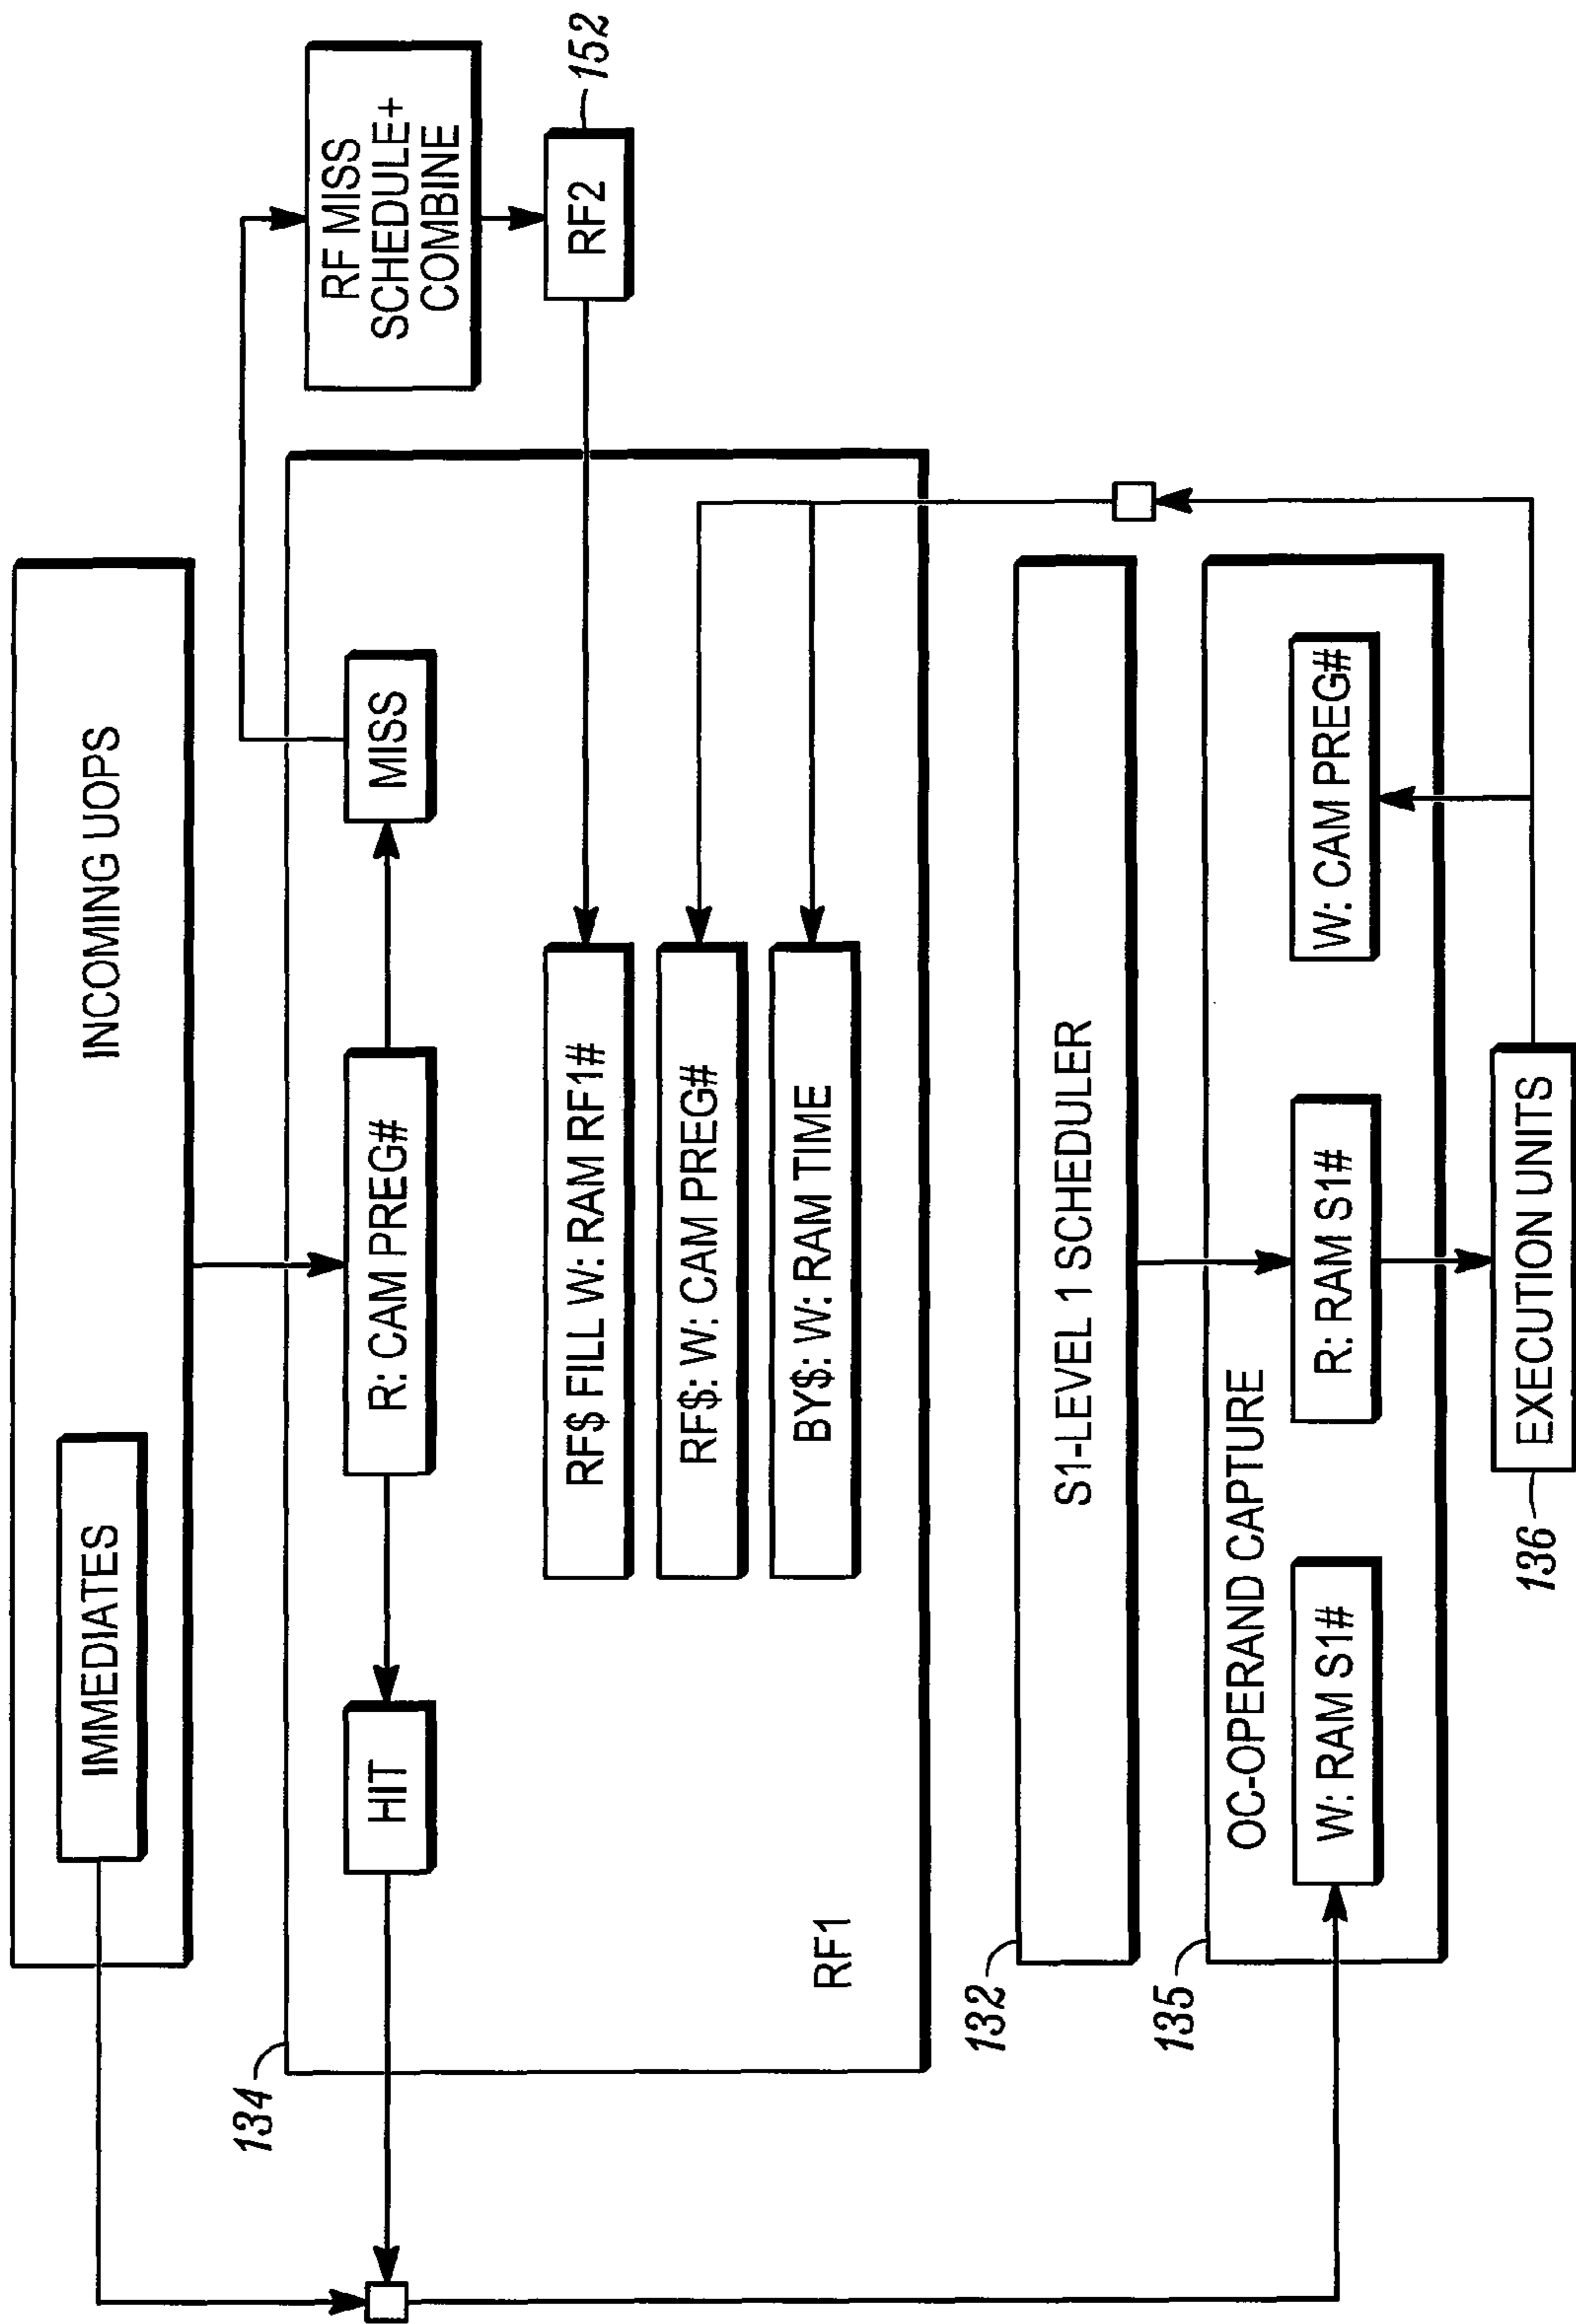 INCOMING UOPS
IMMEDIATES
134
HIT
R: CAM PREG#
MISS
RF MISS
SCHEDULE+
COMBINE
RF2
152
RF$ FILL W: RAM RF1#
RF$: W: CAM PREG#
BY$: W: RAM TIME
RF1
132
S1-LEVEL 1 SCHEDULER
135
OC-OPERAND CAPTURE
W: RAM S1#
R: RAM S1#
W: CAM PREG#
136
EXECUTION UNITS